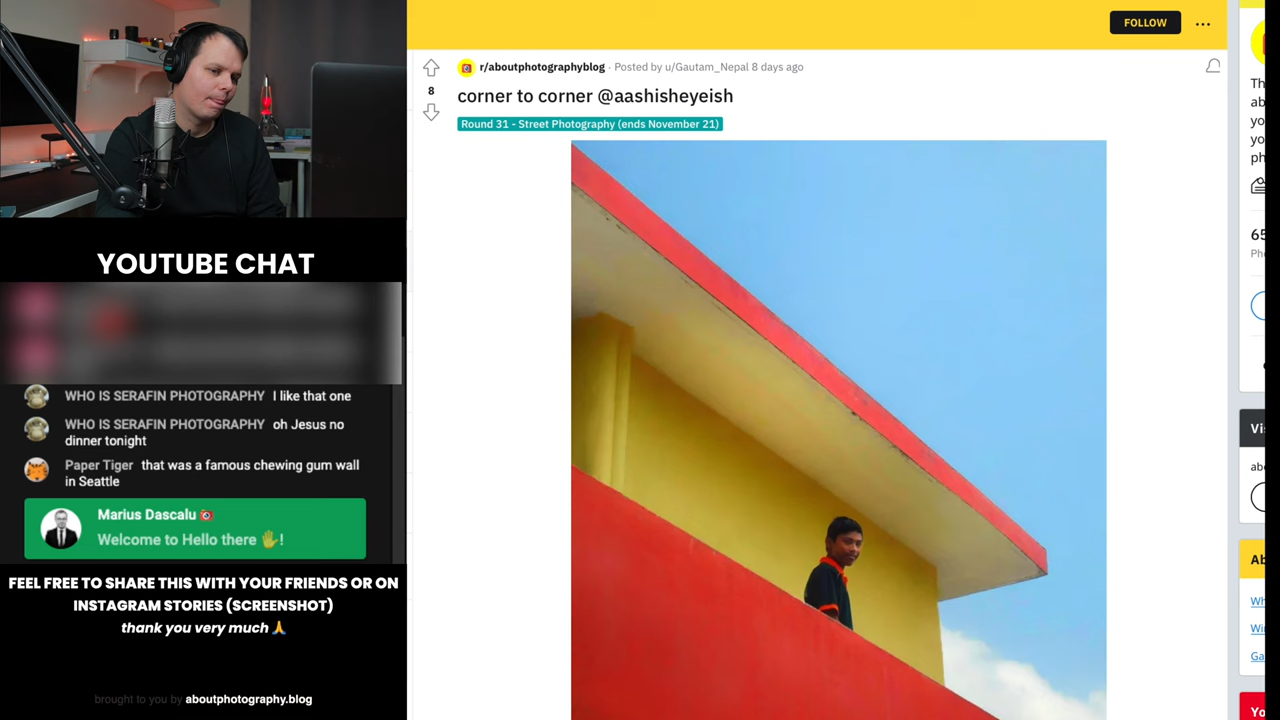 FOLLOW
r/aboutphotographyblog · Posted by u/Gautam_Nepal 8 days ago
8
corner to corner @aashisheyeish
Round 31 - Street Photography (ends November 21)
YOUTUBE CHAT
WHO IS SERAFIN PHOTOGRAPHY I like that one
WHO IS SERAFIN PHOTOGRAPHY oh Jesus no
dinner tonight
Paper Tiger that was a famous chewing gum wall
in Seattle
Marius Dascalu
Welcome to Hello there 🖐!
FEEL FREE TO SHARE THIS WITH YOUR FRIENDS OR ON
INSTAGRAM STORIES (SCREENSHOT)
thank you very much 🙏
brought to you by aboutphotography.blog